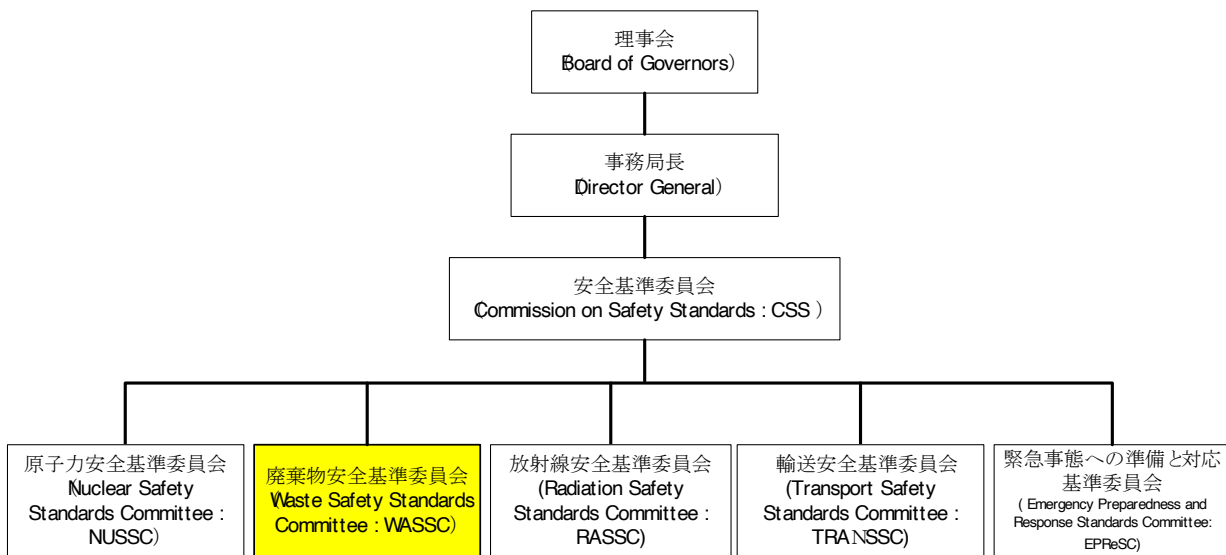 理事会
（Board of Governors）
事務局長
（Director General）
安全基準委員会
（Commission on Safety Standards : CSS ）
原子力安全基準委員会
（Nuclear Safety
Standards Committee :
NUSSC）
廃棄物安全基準委員会
（Waste Safety Standards
Committee : WASSC）
放射線安全基準委員会
(Radiation Safety
Standards Committee :
RASSC)
輸送安全基準委員会
(Transport Safety
Standards Committee :
TRANSSC)
緊急事態への準備と対応
基準委員会
( Emergency Preparedness and
Response Standards Committee:
EPReSC)